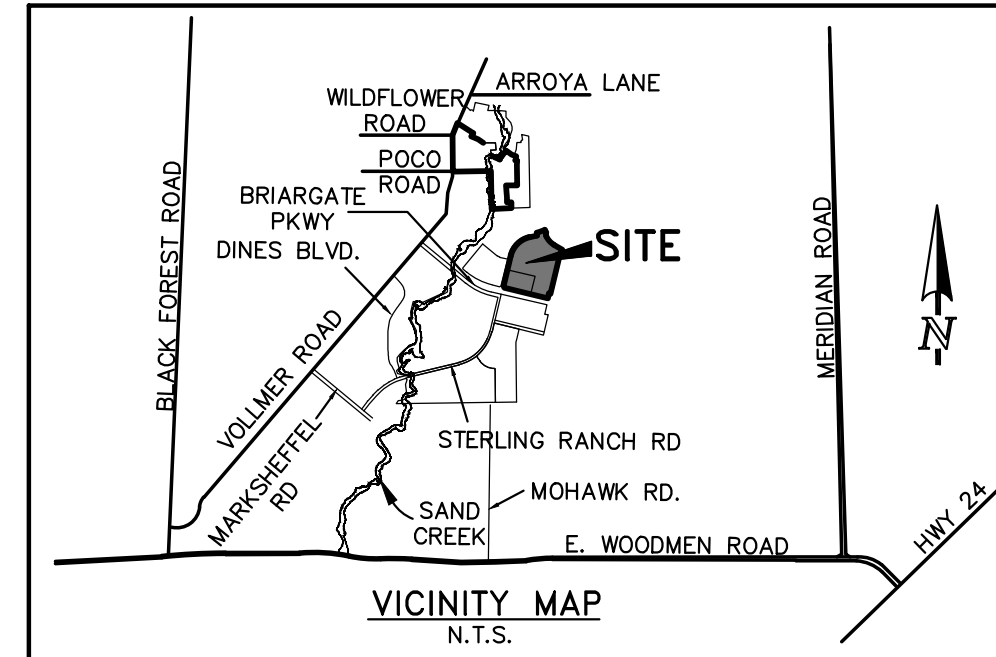 ARROYA LANE
WILDFLOWER
ROAD
POCO
ROAD
BRIARGATE
PKWY
DINES BLVD.
SITE
BLACK FOREST ROAD
MERIDIAN ROAD
N
VOLLMER ROAD
MARKSHEFFEL
RD
STERLING RANCH RD
MOHAWK RD.
SAND
CREEK
HWY 24
E. WOODMEN ROAD
VICINITY MAP
N.T.S.